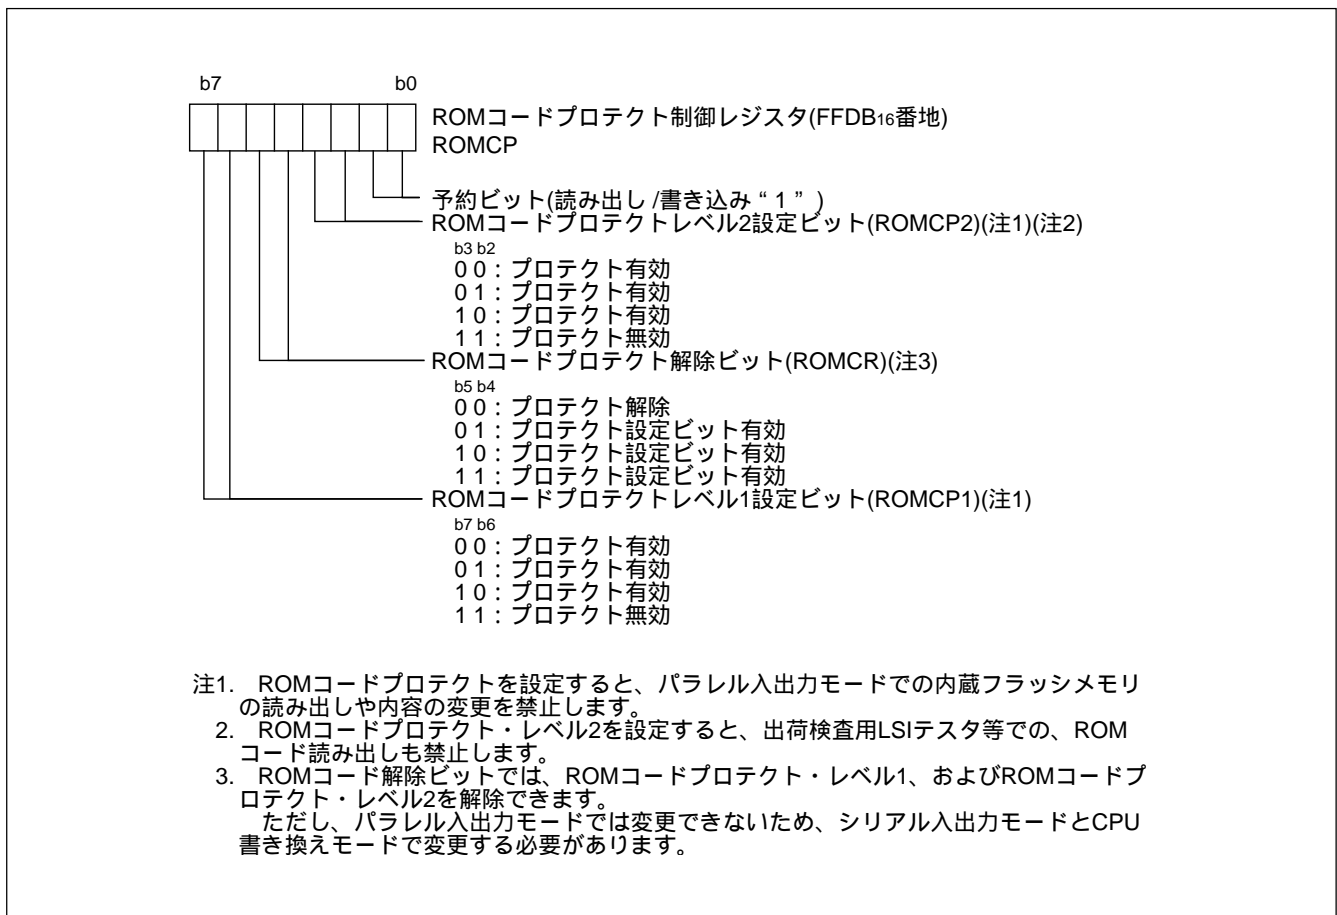 b7 b0
ROMコードプロテクト制御レジスタ(FFDB16番地)
ROMCP
予約ビット(読み出し /書き込み “ 1 ” )
ROMコードプロテクトレベル2設定ビット(ROMCP2)(注1)(注2)
b3 b2
0 0 : プロテクト有効
0 1 : プロテクト有効
1 0 : プロテクト有効
1 1 : プロテクト無効
ROMコードプロテクト解除ビット(ROMCR)(注3)
b5 b4
0 0 : プロテクト解除
0 1 : プロテクト設定ビット有効
1 0 : プロテクト設定ビット有効
1 1 : プロテクト設定ビット有効
ROMコードプロテクトレベル1設定ビット(ROMCP1)(注1)
b7 b6
0 0 : プロテクト有効
0 1 : プロテクト有効
1 0 : プロテクト有効
1 1 : プロテクト無効
注1. ROMコードプロテクトを設定すると、パラレル入出力モードでの内蔵フラッシメモリ
の読み出しや内容の変更を禁止します。
2. ROMコードプロテクト・レベル2を設定すると、出荷検査用LSIテスタ等での、ROM
コード読み出しも禁止します。
3. ROMコード解除ビットでは、ROMコードプロテクト・レベル1、およびROMコードプ
ロテクト・レベル2を解除できます。
ただし、パラレル入出力モードでは変更できないため、シリアル入出力モードとCPU
書き換えモードで変更する必要があります。